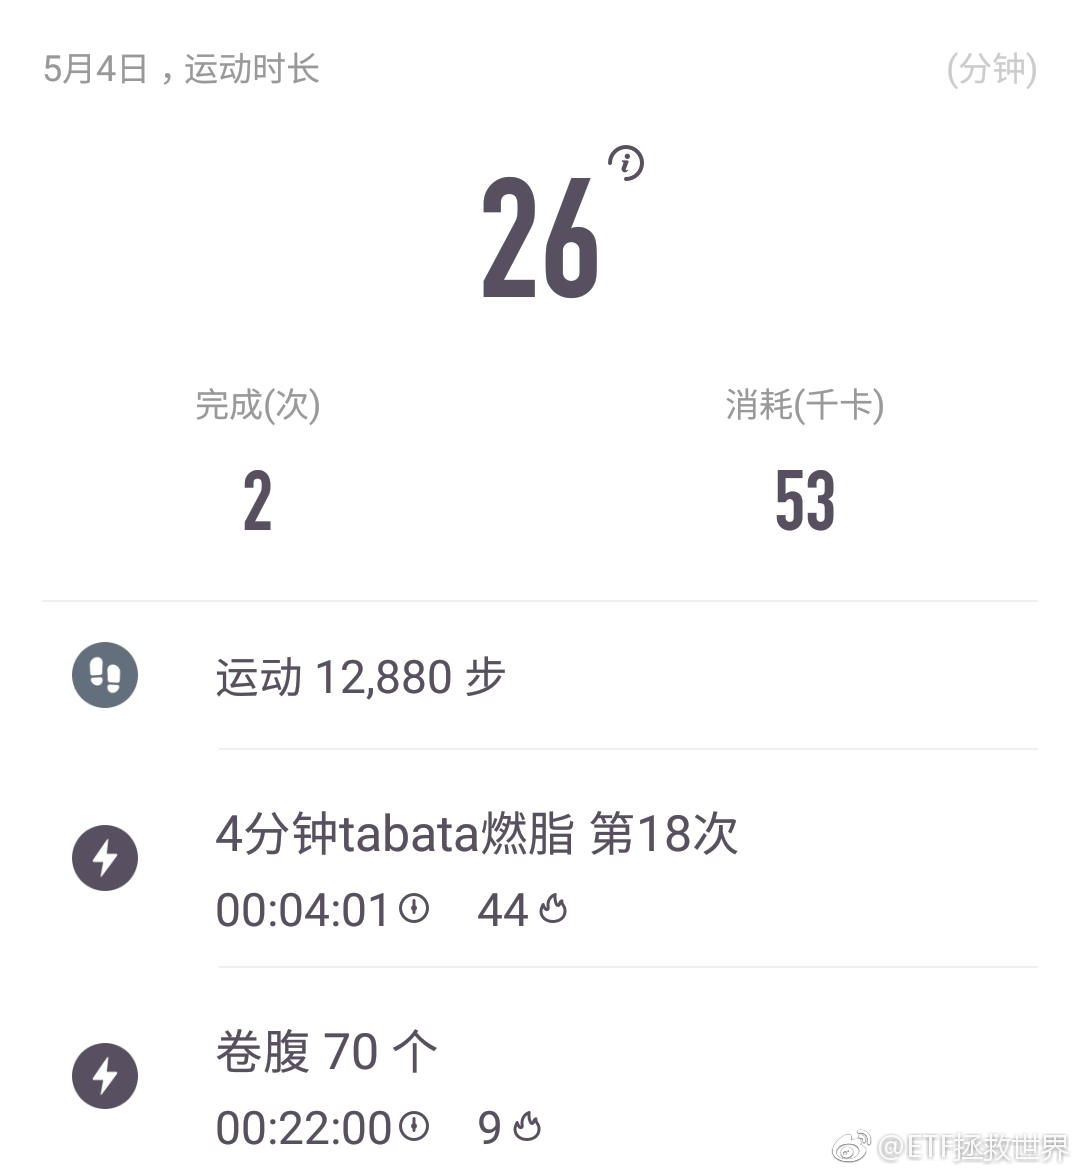 5月4日，运动时长 (分钟)
26
完成(次) 消耗(千卡)
2 53
运动 12,880 步
4分钟tabata燃脂 第18次
00:04:01 44
卷腹 70 个
00:22:00 9
@ETF拯救世界